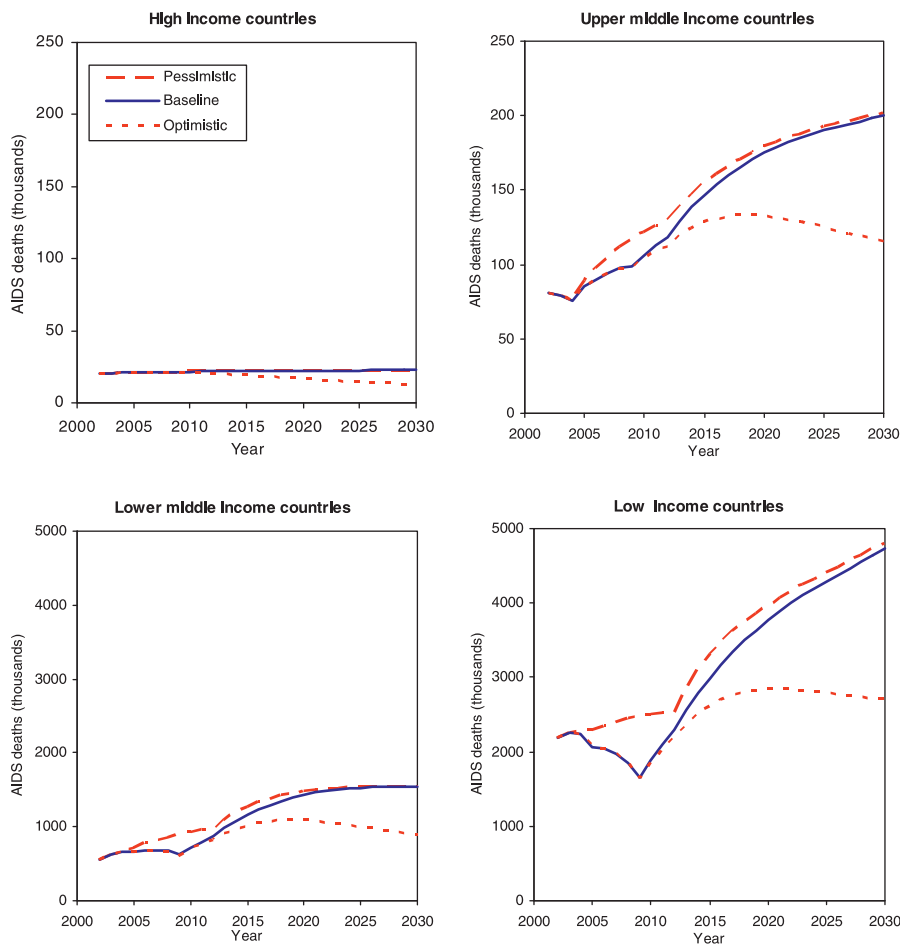 High Income countries
250
200
150
100
50
0
AIDS deaths (thousands)
Pessimistic
Baseline
Optimistic
2000 2005 2010 2015 2020 2025 2030
Year
Upper middle Income countries
250
200
150
100
50
0
AIDS deaths (thousands)
2000 2005 2010 2015 2020 2025 2030
Year
Lower middle Income countries
5000
4000
3000
2000
1000
0
AIDS deaths (thousands)
2000 2005 2010 2015 2020 2025 2030
Year
Low Income countries
5000
4000
3000
2000
1000
0
AIDS deaths (thousands)
2000 2005 2010 2015 2020 2025 2030
Year